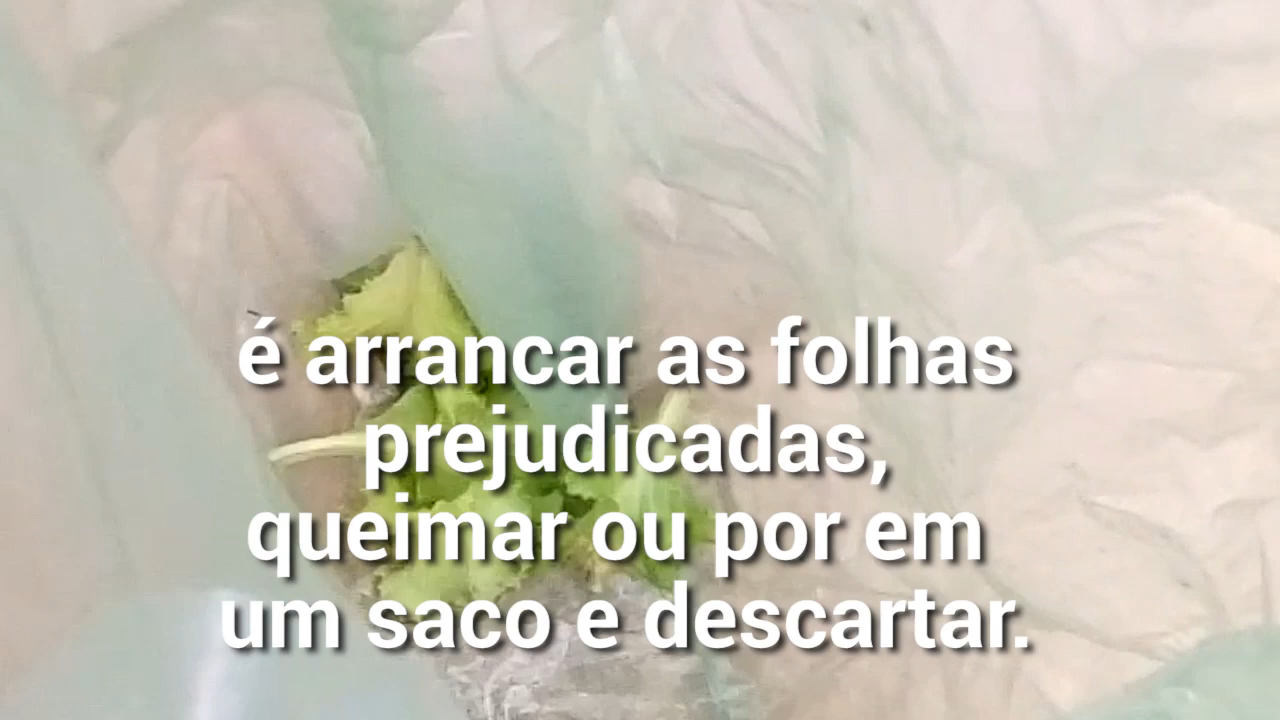 é arrancar as folhas
prejudicadas,
queimar ou por em
um saco e descartar.